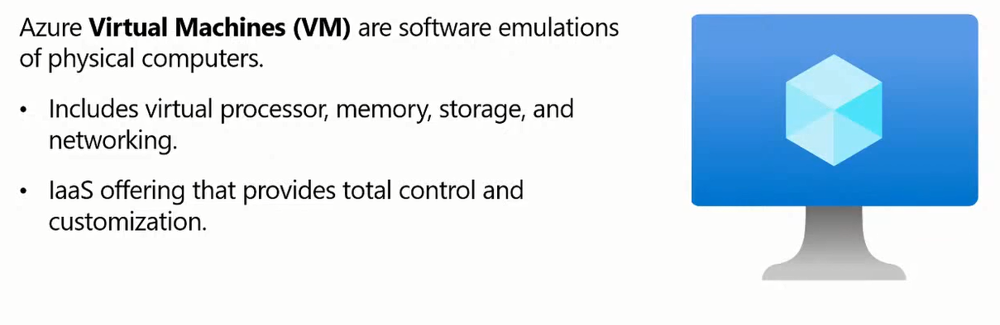 Azure Virtual Machines (VM) are software emulations
of physical computers.
• Includes virtual processor, memory, storage, and
networking.
• IaaS offering that provides total control and
customization.